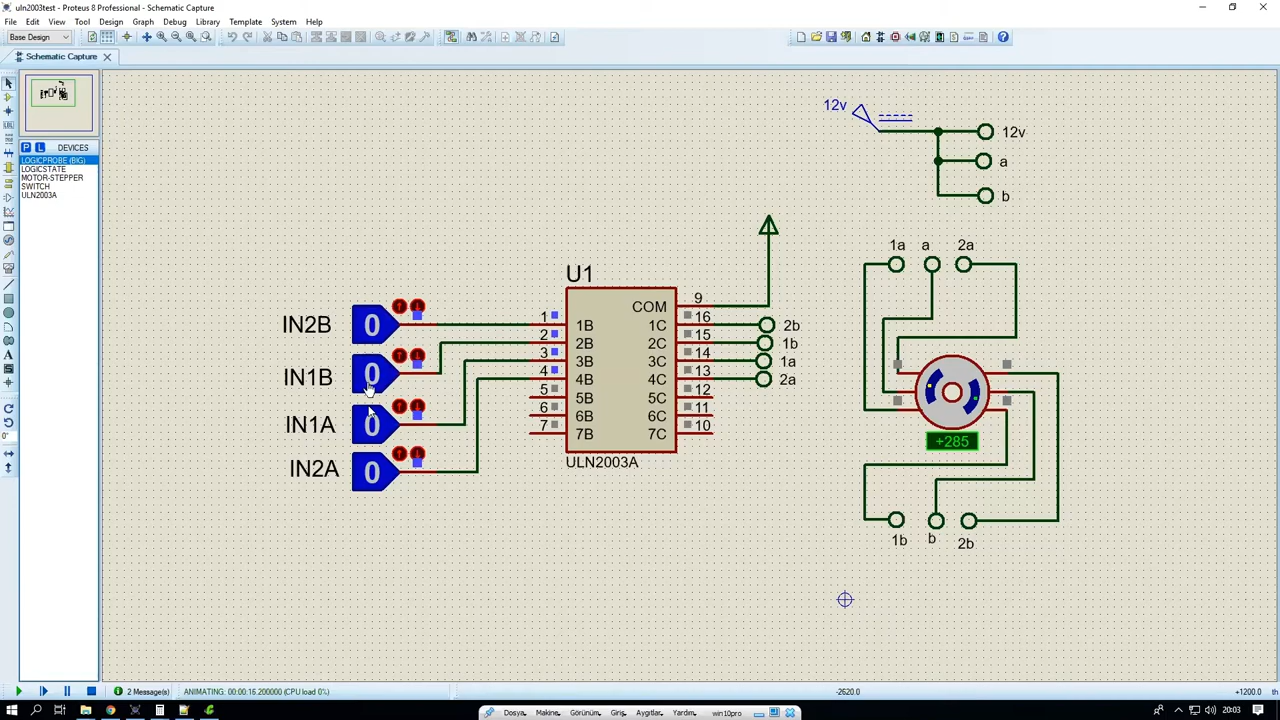 uln2003test - Proteus 8 Professional - Schematic Capture
File Edit View Tool Design Graph Debug Library Template System Help
Base Design
Schematic Capture
P L DEVICES
LOGICPROBE (BIG)
LOGICSTATE
MOTOR-STEPPER
SWITCH
ULN2003A
12v
12v
a
b
1a a 2a
U1
IN2B 0 1 1B COM 9
IN1B 0 2 2B 1C 16 2b
IN1A 0 3 3B 2C 15 1b
IN2A 0 4 4B 3C 14 1a
5 5B 4C 13 2a
6 6B 5C 12
7 7B 6C 11
7C 10
ULN2003A
+285
1b b 2b
0°
2 Message(s) ANIMATING: 00:00:16.200000 (CPU load 0%) -2620.0 +1200.0 th
Dosya Makine Görünüm Giriş Aygıtlar Yardım win10pro
20:03